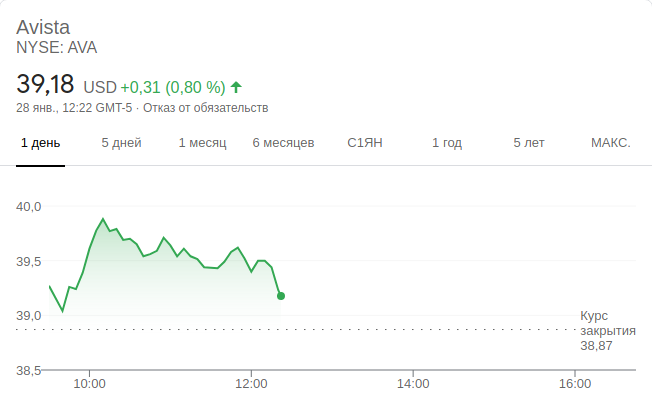 Avista
NYSE: AVA
39,18 USD +0,31 (0,80 %)
28 янв., 12:22 GMT-5 · Отказ от обязательств
1 день 5 дней 1 месяц 6 месяцев С1ЯН 1 год 5 лет МАКС.
40,0
39,5
39,0
Курс
закрытия
38,87
38,5
10:00 12:00 14:00 16:00